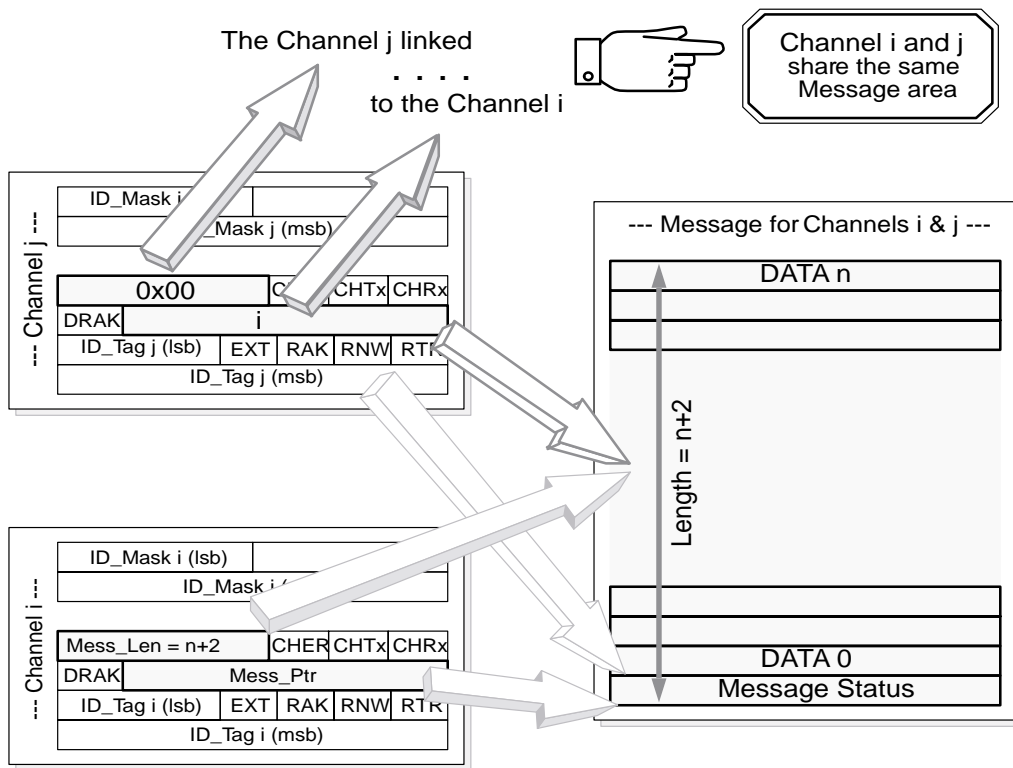 The Channel j linked
. . . .
to the Channel i
Channel i and j
share the same
Message area
--- Channel j ---
ID_Mask j
_Mask j (msb)
0x00 CHTx CHRx
DRAK i
ID_Tag j (lsb) EXT RAK RNW RTR
ID_Tag j (msb)
--- Channel i ---
ID_Mask i (lsb)
ID_Mask i
Mess_Len = n+2 CHER CHTx CHRx
DRAK Mess_Ptr
ID_Tag i (lsb) EXT RAK RNW RTR
ID_Tag i (msb)
--- Message for Channels i & j ---
DATA n
Length = n+2
DATA 0
Message Status